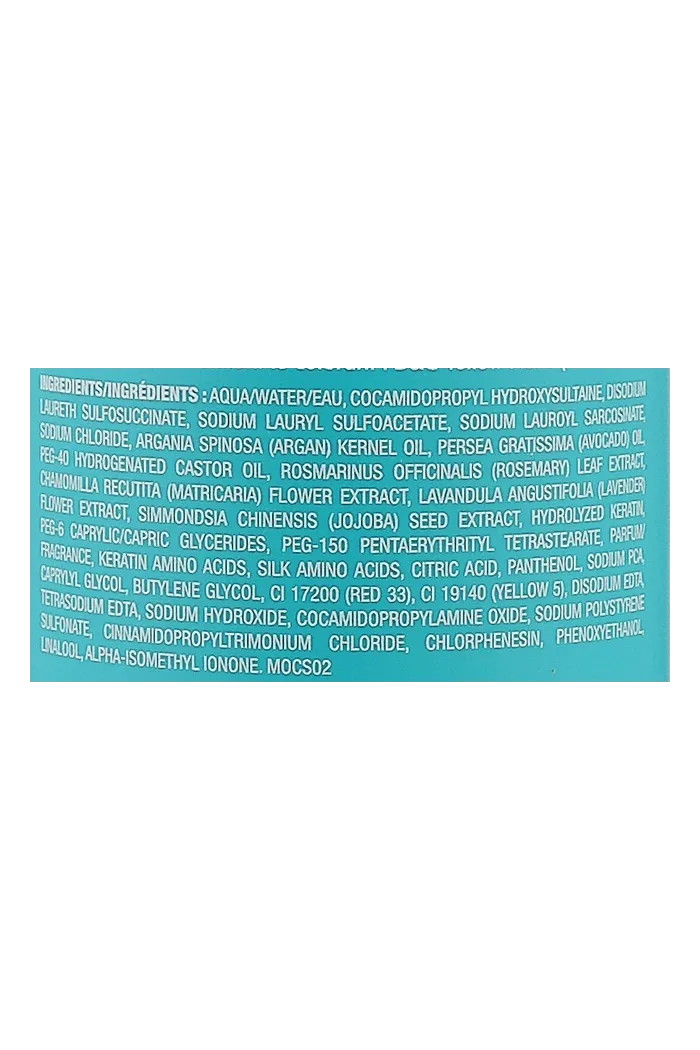 INGREDIENTS/INGRÉDIENTS : AQUA/WATER/EAU, COCAMIDOPROPYL HYDROXYSULTAINE, DISODIUM
LAURETH SULFOSUCCINATE, SODIUM LAURYL SULFOACETATE, SODIUM LAUROYL SARCOSINATE,
SODIUM CHLORIDE, ARGANIA SPINOSA (ARGAN) KERNEL OIL, PERSEA GRATISSIMA (AVOCADO) OIL,
PEG-40 HYDROGENATED CASTOR OIL, ROSMARINUS OFFICINALIS (ROSEMARY) LEAF EXTRACT,
CHAMOMILLA RECUTITA (MATRICARIA) FLOWER EXTRACT, LAVANDULA ANGUSTIFOLIA (LAVENDER)
FLOWER EXTRACT, SIMMONDSIA CHINENSIS (JOJOBA) SEED EXTRACT, HYDROLYZED KERATIN,
PEG-6 CAPRYLIC/CAPRIC GLYCERIDES, PEG-150 PENTAERYTHRITYL TETRASTEARATE, PARFUM/
FRAGRANCE, KERATIN AMINO ACIDS, SILK AMINO ACIDS, CITRIC ACID, PANTHENOL, SODIUM PCA,
CAPRYLYL GLYCOL, BUTYLENE GLYCOL, CI 17200 (RED 33), CI 19140 (YELLOW 5), DISODIUM EDTA,
TETRASODIUM EDTA, SODIUM HYDROXIDE, COCAMIDOPROPYLAMINE OXIDE, SODIUM POLYSTYRENE
SULFONATE, CINNAMIDOPROPYLTRIMONIUM CHLORIDE, CHLORPHENESIN, PHENOXYETHANOL,
LINALOOL, ALPHA-ISOMETHYL IONONE. MOCS02